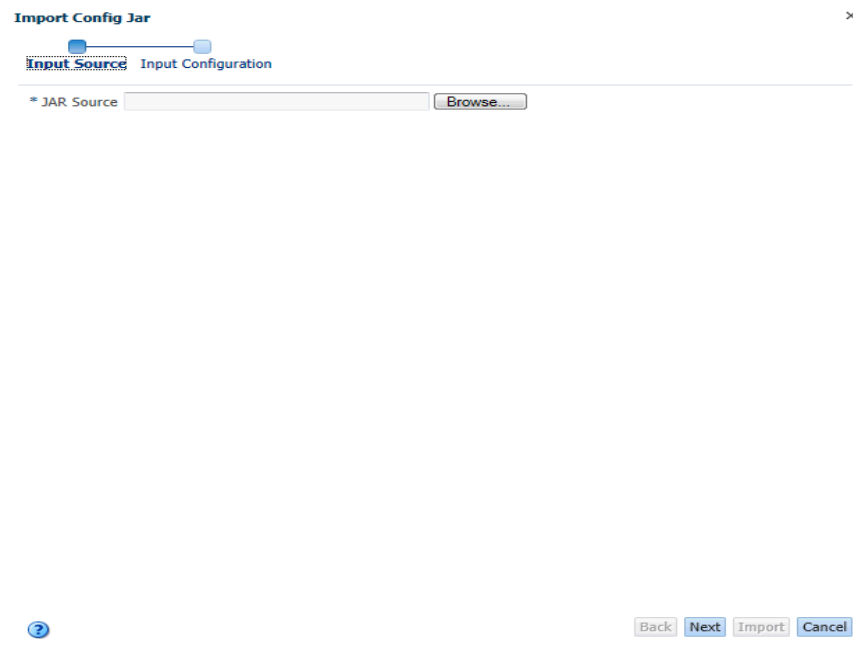 Import Config Jar
Input Source Input Configuration
* JAR Source Browse...
? Back Next Import Cancel